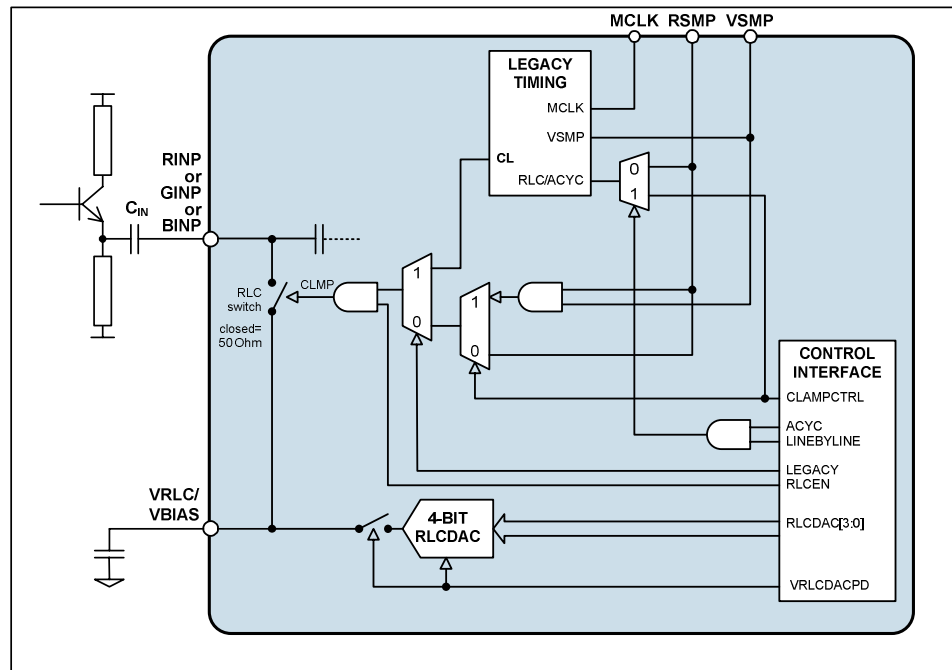 MCLK RSMP VSMP
LEGACY
TIMING
MCLK
VSMP
CL
RLC/ACYC
0
1
RINP
or
GINP
or
BINP
CIN
RLC
switch
closed=
50 Ohm
CLMP
1
0
1
0
CONTROL
INTERFACE
CLAMPCTRL
ACYC
LINEBYLINE
LEGACY
RLCEN
RLCDAC[3:0]
VRLCDACPD
VRLC/
VBIAS
4-BIT
RLCDAC